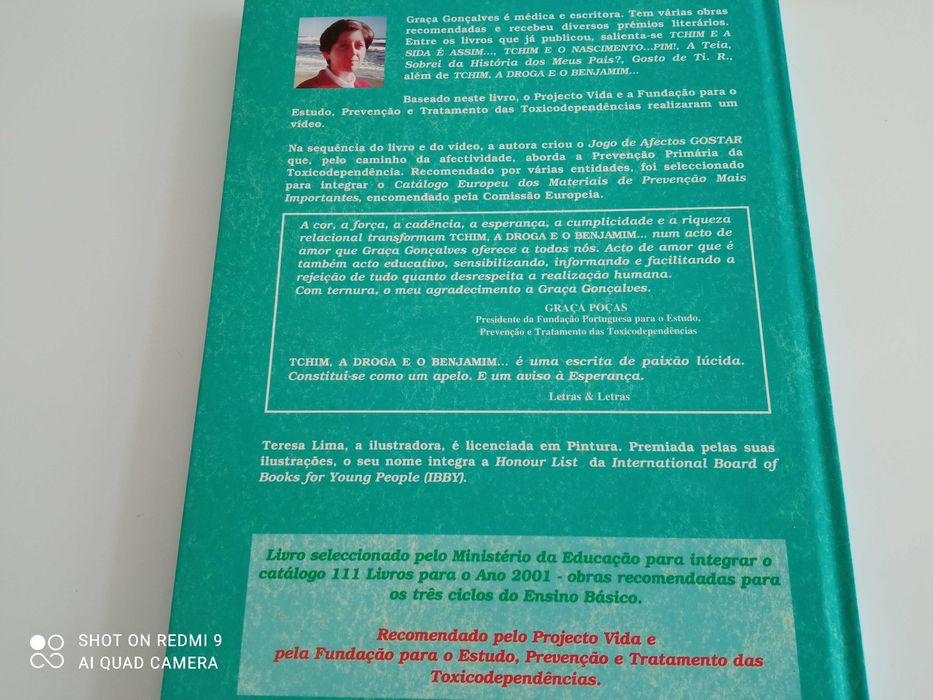 Graça Gonçalves é médica e escritora. Tem várias obras
recomendadas e recebeu diversos prémios literários.
Entre os livros que já publicou, salienta-se TCHIM E A
SIDA É ASSIM..., TCHIM E O NASCIMENTO...PIM!, A Teia,
Sobrei da História dos Meus Pais?, Gosto de Ti. R.,
além de TCHIM, A DROGA E O BENJAMIM...
Baseado neste livro, o Projecto Vida e a Fundação para o
Estudo, Prevenção e Tratamento das Toxicodependências realizaram um
vídeo.
Na sequência do livro e do vídeo, a autora criou o Jogo de Afectos GOSTAR
que, pelo caminho da afectividade, aborda a Prevenção Primária da
Toxicodependência. Recomendado por várias entidades, foi seleccionado
para integrar o Catálogo Europeu dos Materiais de Prevenção Mais
Importantes, encomendado pela Comissão Europeia.
A cor, a força, a cadência, a esperança, a cumplicidade e a riqueza
relacional transformam TCHIM, A DROGA E O BENJAMIM... num acto de
amor que Graça Gonçalves oferece a todos nós. Acto de amor que é
também acto educativo, sensibilizando, informando e facilitando a
rejeição de tudo quanto desrespeita a realização humana.
Com ternura, o meu agradecimento a Graça Gonçalves.
GRAÇA POÇAS
Presidente da Fundação Portuguesa para o Estudo,
Prevenção e Tratamento das Toxicodependências
TCHIM, A DROGA E O BENJAMIM... é uma escrita de paixão lúcida.
Constitui-se como um apelo. E um aviso à Esperança.
Letras & Letras
Teresa Lima, a ilustradora, é licenciada em Pintura. Premiada pelas suas
ilustrações, o seu nome integra a Honour List da International Board of
Books for Young People (IBBY).
Livro seleccionado pelo Ministério da Educação para integrar o
catálogo 111 Livros para o Ano 2001 - obras recomendadas para
os três ciclos do Ensino Básico.
Recomendado pelo Projecto Vida e
pela Fundação para o Estudo, Prevenção e Tratamento das
Toxicodependências.
SHOT ON REDMI 9
AI QUAD CAMERA